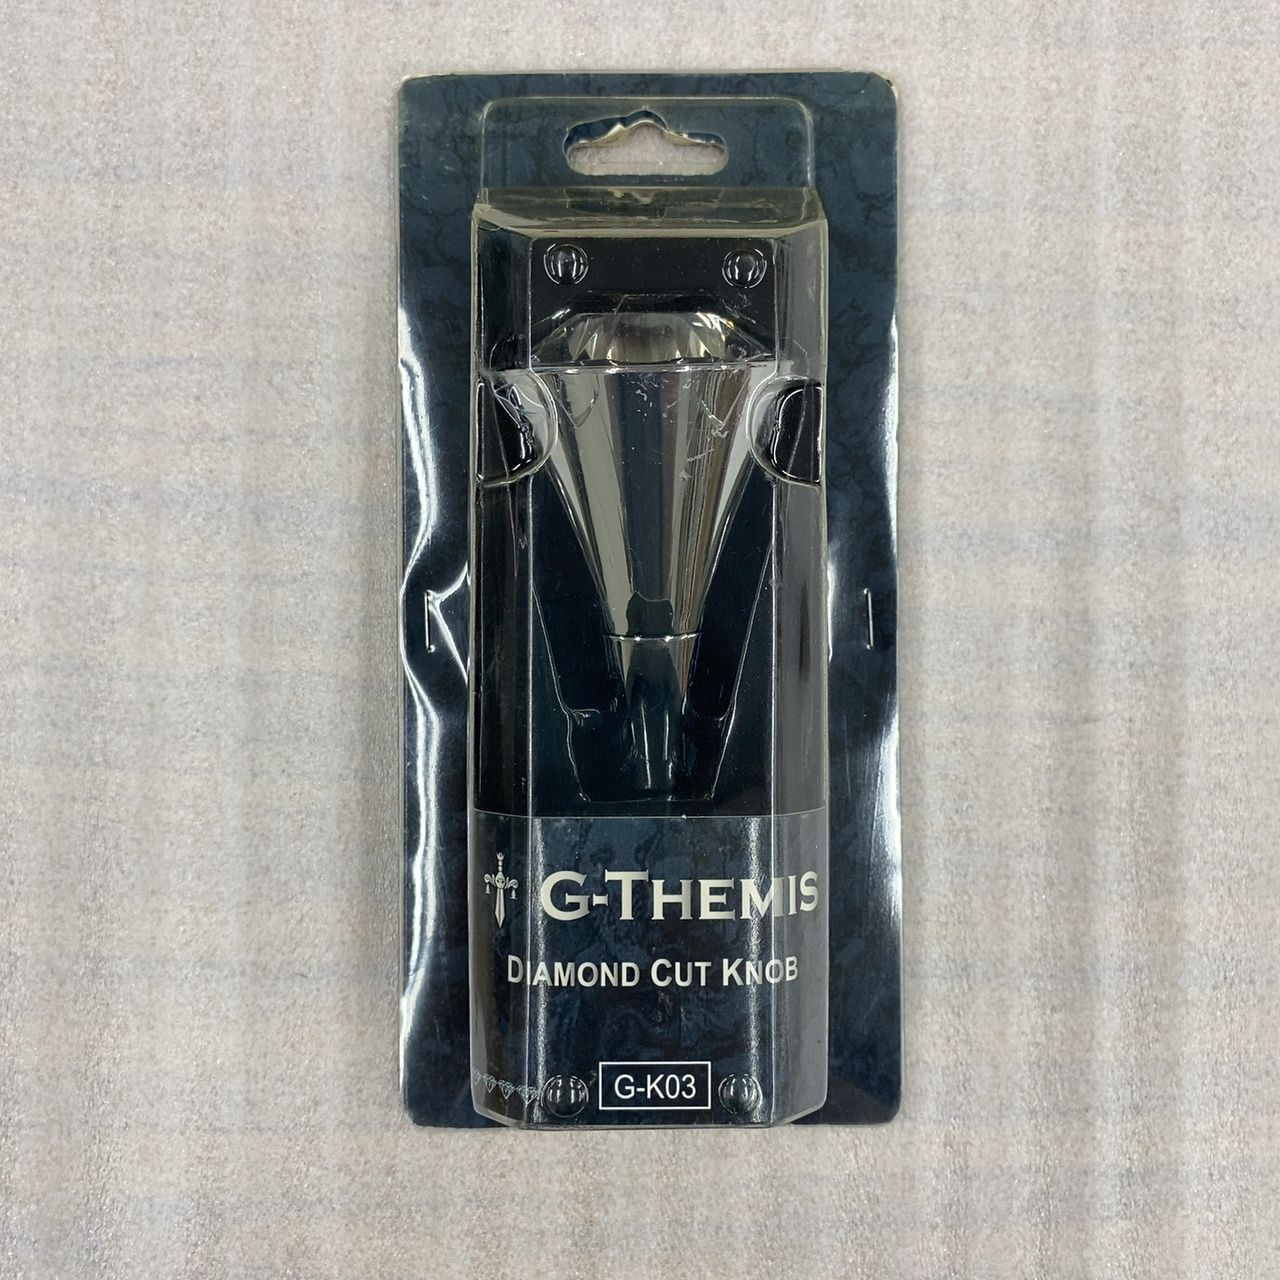 G-THEMIS
DIAMOND CUT KNOB
G-K03